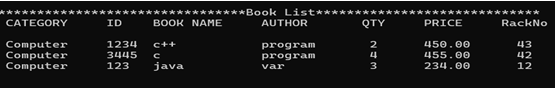 *******************************Book List*****************************
CATEGORY ID BOOK NAME AUTHOR QTY PRICE RackNo
Computer 1234 c++ program 2 450.00 43
Computer 3445 c program 4 455.00 42
Computer 123 java var 3 234.00 12